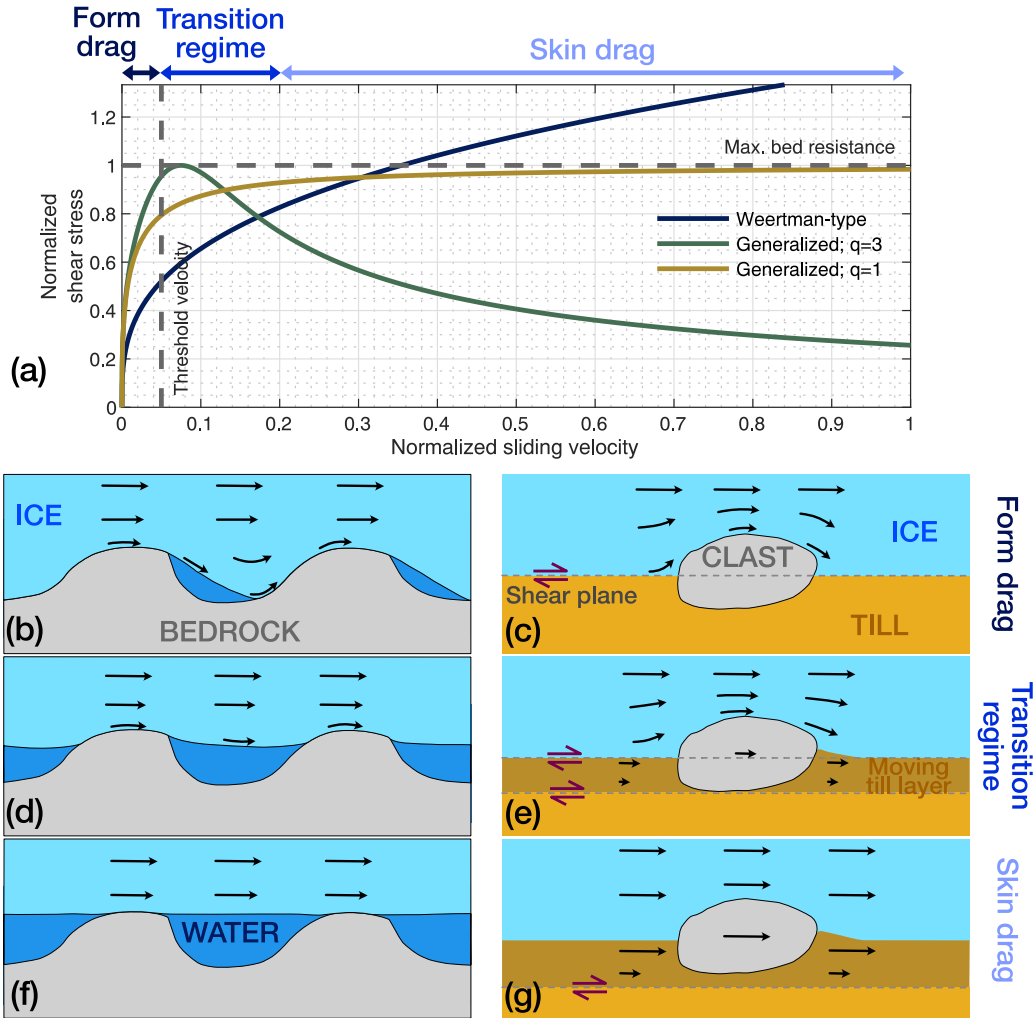 Form
drag
Transition
regime
Skin drag
Normalized
shear stress
1.2
1
0.8
0.6
0.4
0.2
0
Max. bed resistance
Threshold velocity
Weertman-type
Generalized; q=3
Generalized; q=1
(a)
0 0.1 0.2 0.3 0.4 0.5 0.6 0.7 0.8 0.9 1
Normalized sliding velocity
ICE
BEDROCK
(b)
ICE
CLAST
Shear plane
TILL
(c)
Form drag
(d)
Moving
till layer
(e)
Transition
regime
WATER
(f)
(g)
Skin drag